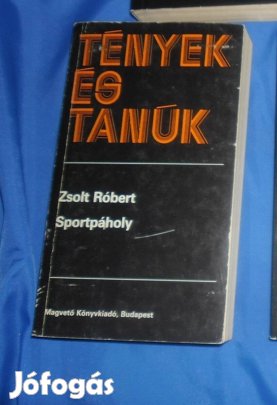 TÉNYEK
ÉS
TANÚK
Zsolt Róbert
Sportpáholy
Magvető Könyvkiadó, Budapest
Jófogás